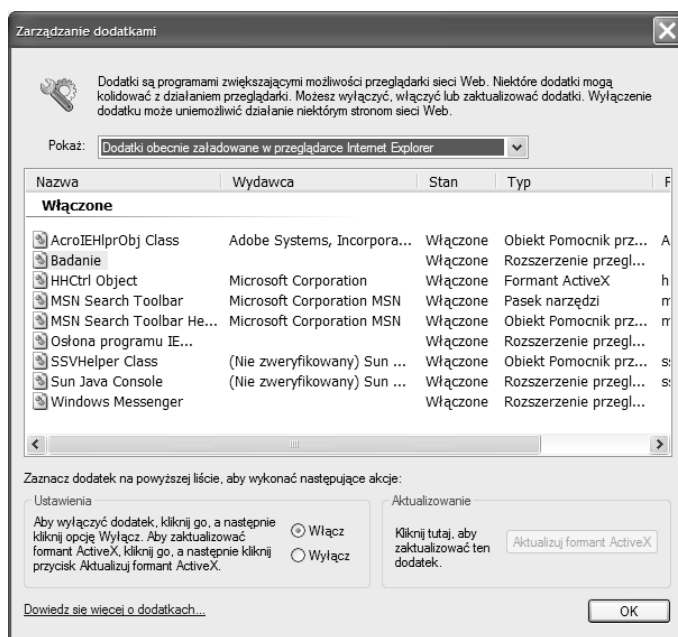 Zarządzanie dodatkami
Dodatki są programami zwiększającymi możliwości przeglądarki sieci Web. Niektóre dodatki mogą
kolidować z działaniem przeglądarki. Możesz wyłączyć, włączyć lub zaktualizować dodatki. Wyłączenie
dodatku może uniemożliwić działanie niektórym stronom sieci Web.
Pokaż: Dodatki obecnie załadowane w przeglądarce Internet Explorer
Nazwa Wydawca Stan Typ F
Włączone
AcroIEHlprObj Class Adobe Systems, Incorpora... Włączone Obiekt Pomocnik prz... A
Badanie Włączone Rozszerzenie przegl...
HHCtrl Object Microsoft Corporation Włączone Formant ActiveX h
MSN Search Toolbar Microsoft Corporation MSN Włączone Pasek narzędzi m
MSN Search Toolbar He... Microsoft Corporation MSN Włączone Obiekt Pomocnik prz... m
Osłona programu IE... Włączone Rozszerzenie przegl...
SSVHelper Class (Nie zweryfikowany) Sun ... Włączone Obiekt Pomocnik prz... s
Sun Java Console (Nie zweryfikowany) Sun ... Włączone Rozszerzenie przegl... s
Windows Messenger Włączone Rozszerzenie przegl...
Zaznacz dodatek na powyższej liście, aby wykonać następujące akcje:
Ustawienia
Aby wyłączyć dodatek, kliknij go, a następnie
kliknij opcję Wyłącz. Aby zaktualizować
formant ActiveX, kliknij go, a następnie kliknij
przycisk Aktualizuj formant ActiveX.
Włącz
Wyłącz
Aktualizowanie
Kliknij tutaj, aby
zaktualizować ten
dodatek.
Aktualizuj formant ActiveX
Dowiedz się więcej o dodatkach...
OK